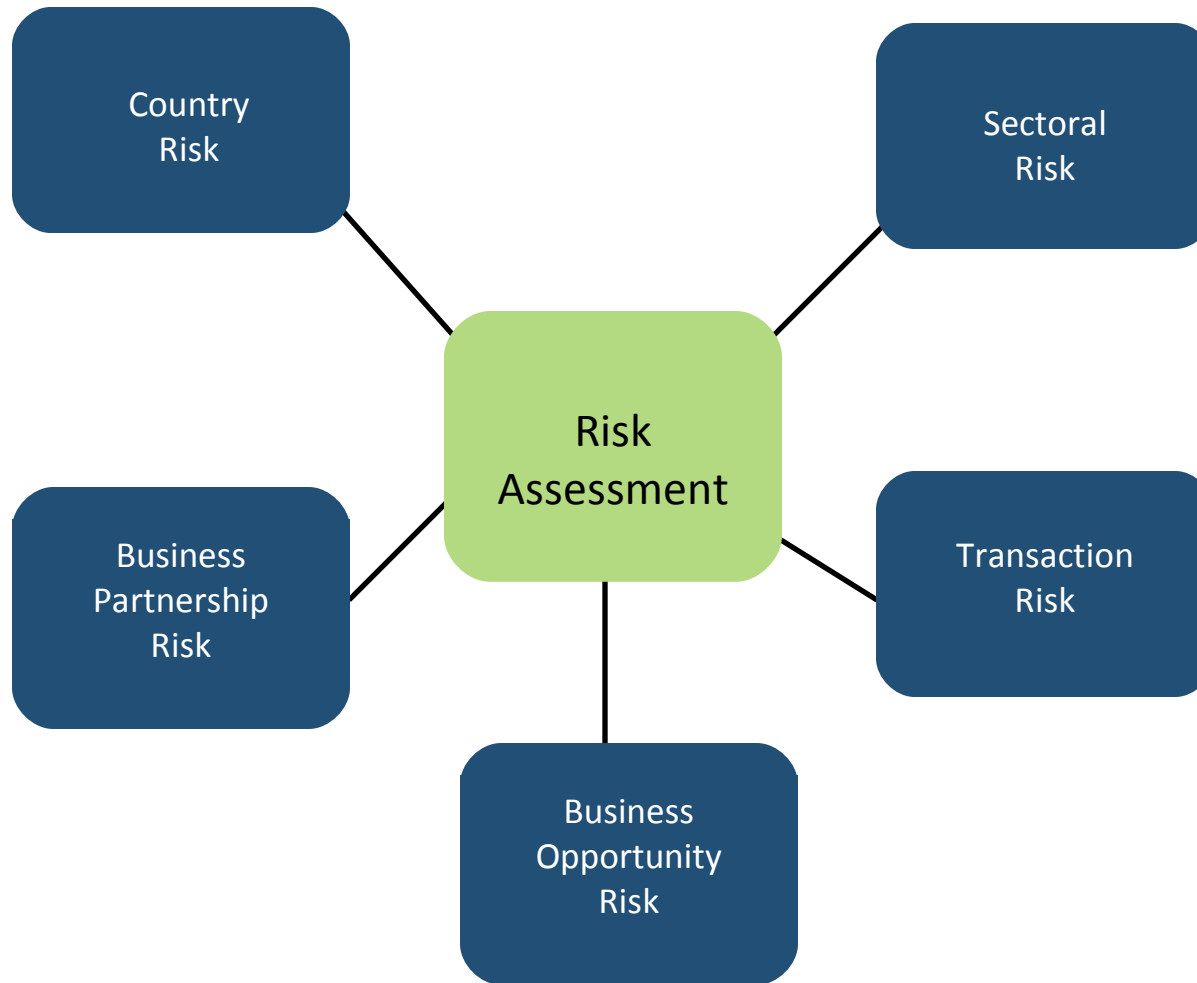 Country
Risk
Sectoral
Risk
Risk
Assessment
Business
Partnership
Risk
Transaction
Risk
Business
Opportunity
Risk